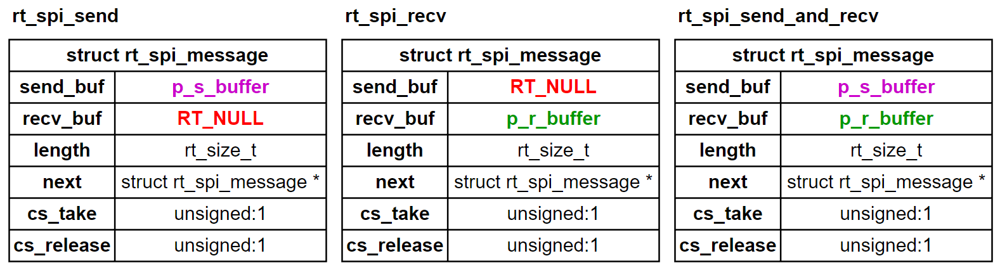 rt_spi_send
struct rt_spi_message
send_buf p_s_buffer
recv_buf RT_NULL
length rt_size_t
next struct rt_spi_message *
cs_take unsigned:1
cs_release unsigned:1
rt_spi_recv
struct rt_spi_message
send_buf RT_NULL
recv_buf p_r_buffer
length rt_size_t
next struct rt_spi_message *
cs_take unsigned:1
cs_release unsigned:1
rt_spi_send_and_recv
struct rt_spi_message
send_buf p_s_buffer
recv_buf p_r_buffer
length rt_size_t
next struct rt_spi_message *
cs_take unsigned:1
cs_release unsigned:1